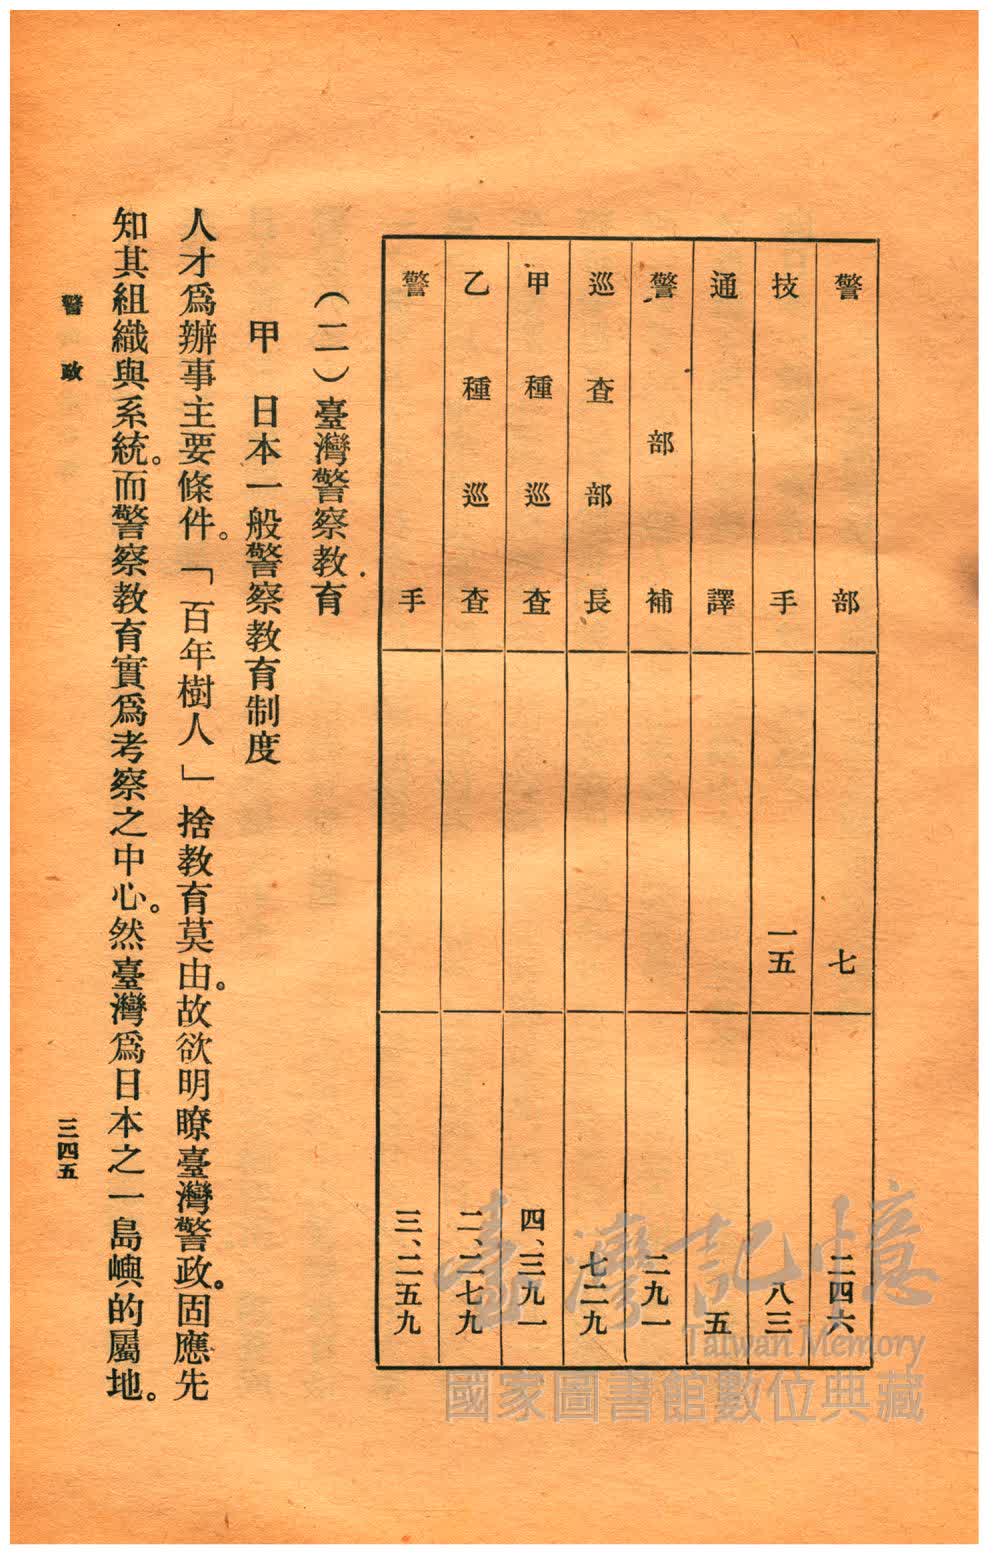 警部 七 二四六
技手 一五 八三
通譯 五
警部補 二九一
巡查部長 七二九
甲種巡查 四、三九一
乙種巡查 二、二七九
警手 三、二五九
(二)臺灣警察教育
甲 日本一般警察教育制度
人才爲辦事主要條件。「百年樹人」捨教育莫由。故欲明瞭臺灣警政。固應先
知其組織與系統。而警察教育實爲考察之中心。然臺灣爲日本之一島嶼的屬地。
警政
三四五
臺灣記憶
Taiwan Memory
國家圖書館數位典藏